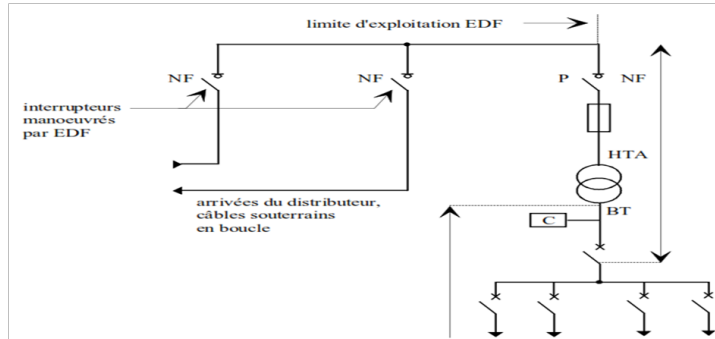 limite d'exploitation EDF
NF
NF
P
NF
interrupteurs
manoeuvrés
par EDF
HTA
BT
C
arrivées du distributeur,
câbles souterrains
en boucle